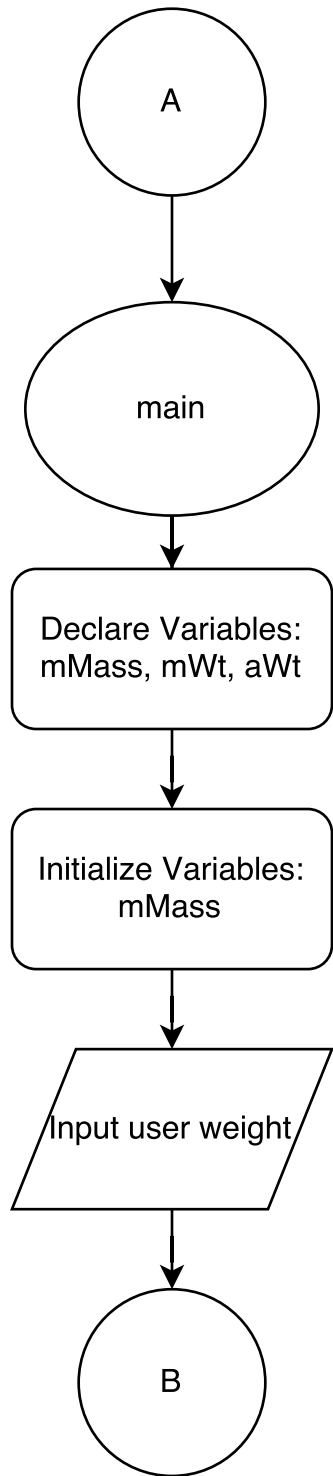 A
main
Declare Variables:
mMass, mWt, aWt
Initialize Variables:
mMass
Input user weight
B